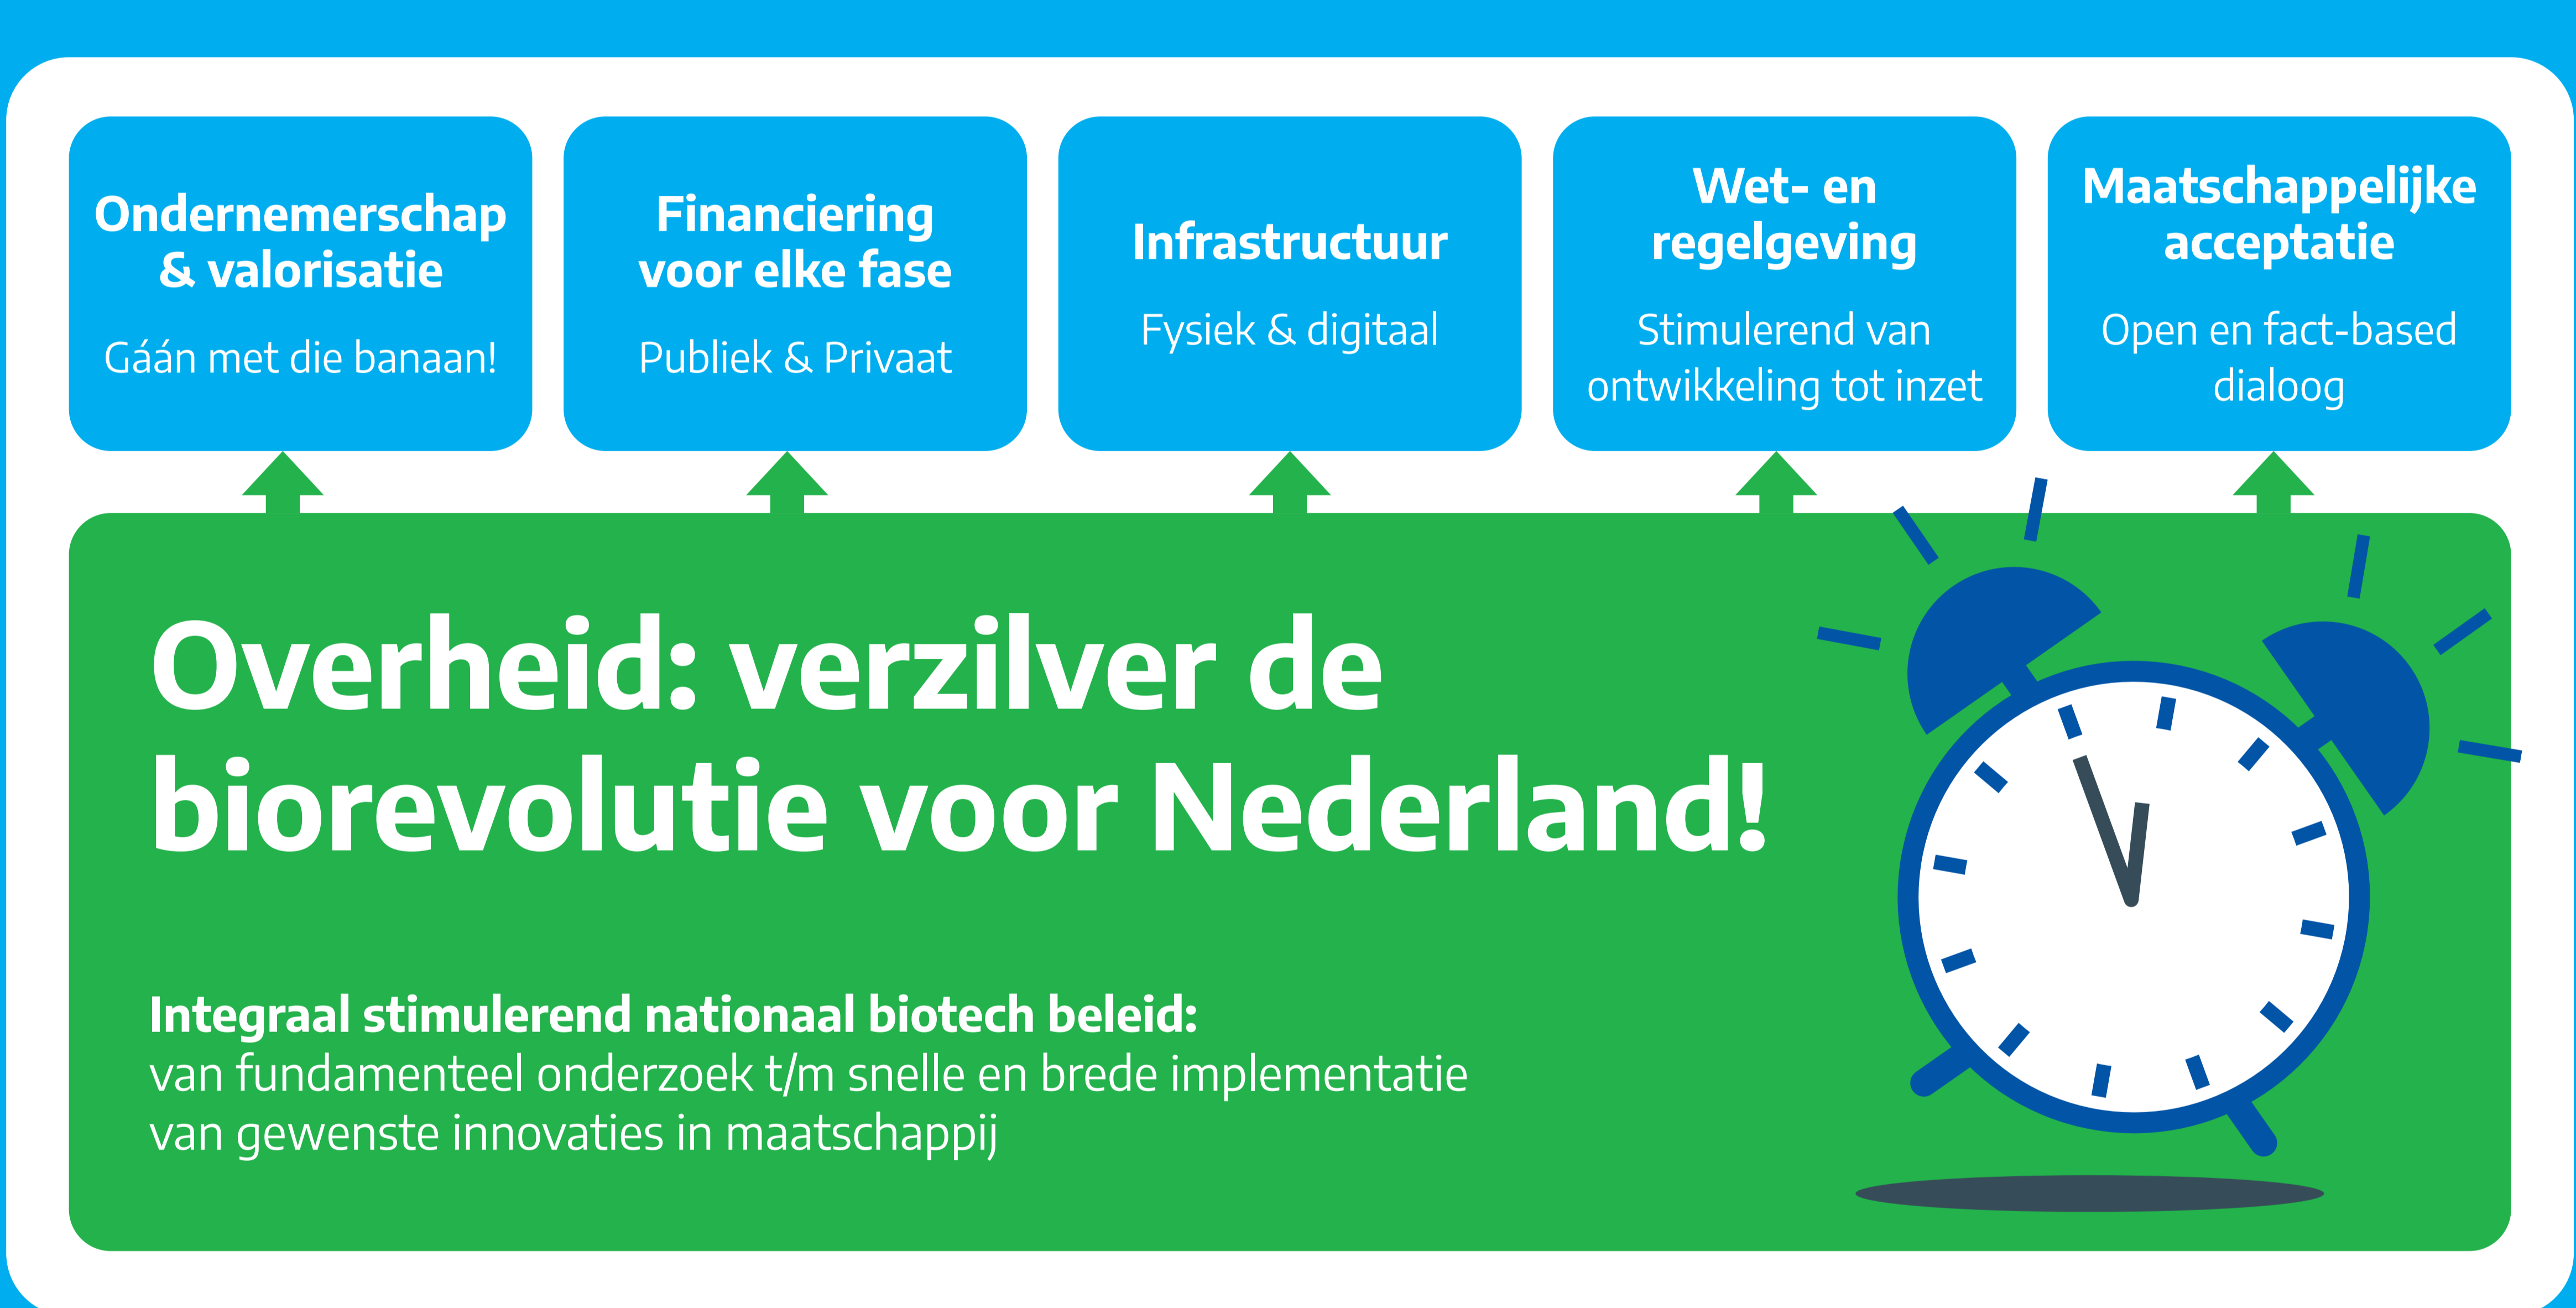 Ondernemerschap
& valorisatie
Gáán met die banaan!
Financiering
voor elke fase
Publiek & Privaat
Infrastructuur
Fysiek & digitaal
Wet- en
regelgeving
Stimulerend van
ontwikkeling tot inzet
Maatschappelijke
acceptatie
Open en fact-based
dialoog
Overheid: verzilver de
biorevolutie voor Nederland!
Integraal stimulerend nationaal biotech beleid:
van fundamenteel onderzoek t/m snelle en brede implementatie
van gewenste innovaties in maatschappij